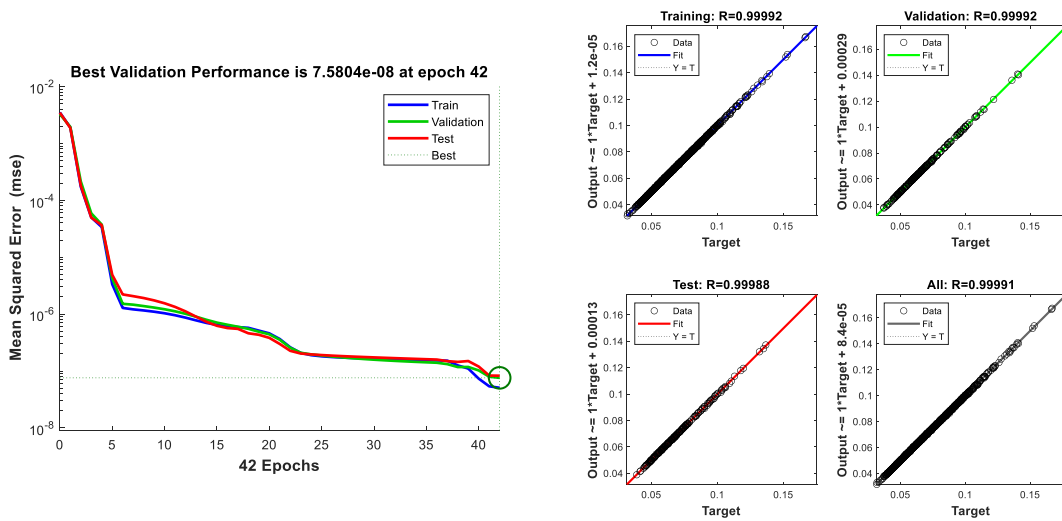 Best Validation Performance is 7.5804e-08 at epoch 42
Mean Squared Error (mse)
10^-2
10^-4
10^-6
10^-8
Train
Validation
Test
Best
0 5 10 15 20 25 30 35 40
42 Epochs
Training: R=0.99992
Output ~= 1*Target + 1.2e-05
0.16
0.14
0.12
0.1
0.08
0.06
0.04
Data
Fit
Y = T
0.05 0.1 0.15
Target
Validation: R=0.99992
Output ~= 1*Target + 0.00029
0.16
0.14
0.12
0.1
0.08
0.06
0.04
Data
Fit
Y = T
0.05 0.1 0.15
Target
Test: R=0.99988
Output ~= 1*Target + 0.00013
0.16
0.14
0.12
0.1
0.08
0.06
0.04
Data
Fit
Y = T
0.05 0.1 0.15
Target
All: R=0.99991
Output ~= 1*Target + 8.4e-05
0.16
0.14
0.12
0.1
0.08
0.06
0.04
Data
Fit
Y = T
0.05 0.1 0.15
Target